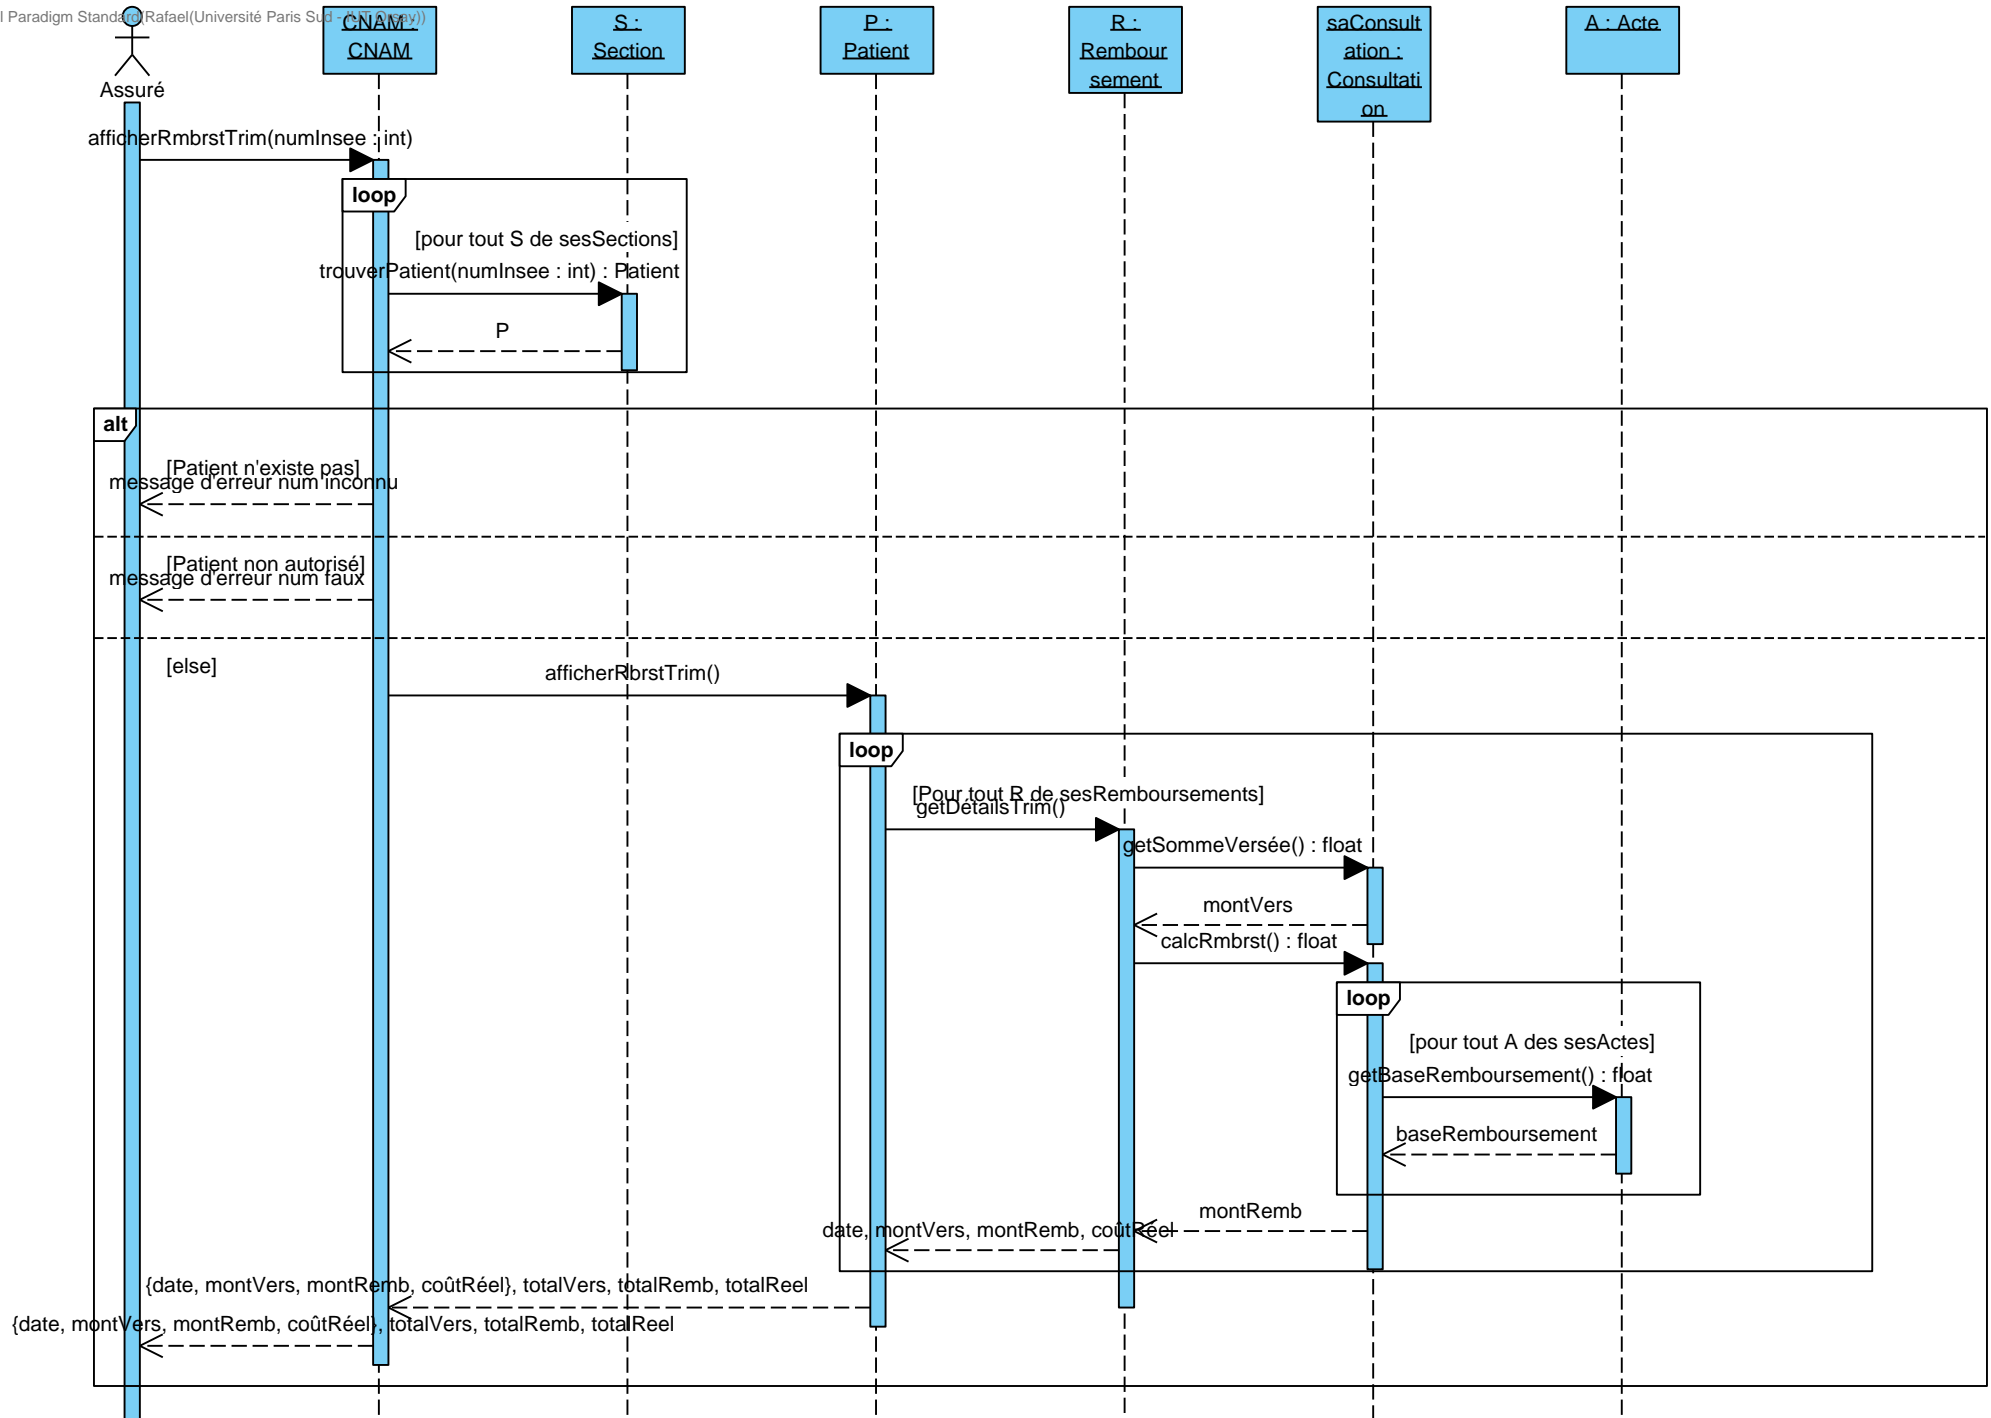 l Paradigm Standard(Rafael(Université Paris Sud - IUT Orsay))
Assuré
CNAM :
CNAM
S :
Section
P :
Patient
R :
Rembour
sement
saConsult
ation :
Consultati
on
A : Acte
afficherRmbrstTrim(numInsee : int)
loop
[pour tout S de sesSections]
trouverPatient(numInsee : int) : Patient
P
alt
[Patient n'existe pas]
message d'erreur num inconnu
[Patient non autorisé]
message d'erreur num faux
[else]
afficherRbrstTrim()
loop
[Pour tout R de sesRemboursements]
getDétailsTrim()
getSommeVersée() : float
montVers
calcRmbrst() : float
loop
[pour tout A des sesActes]
getBaseRemboursement() : float
baseRemboursement
montRemb
date, montVers, montRemb, coûtRéel
{date, montVers, montRemb, coûtRéel}, totalVers, totalRemb, totalReel
{date, montVers, montRemb, coûtRéel}, totalVers, totalRemb, totalReel